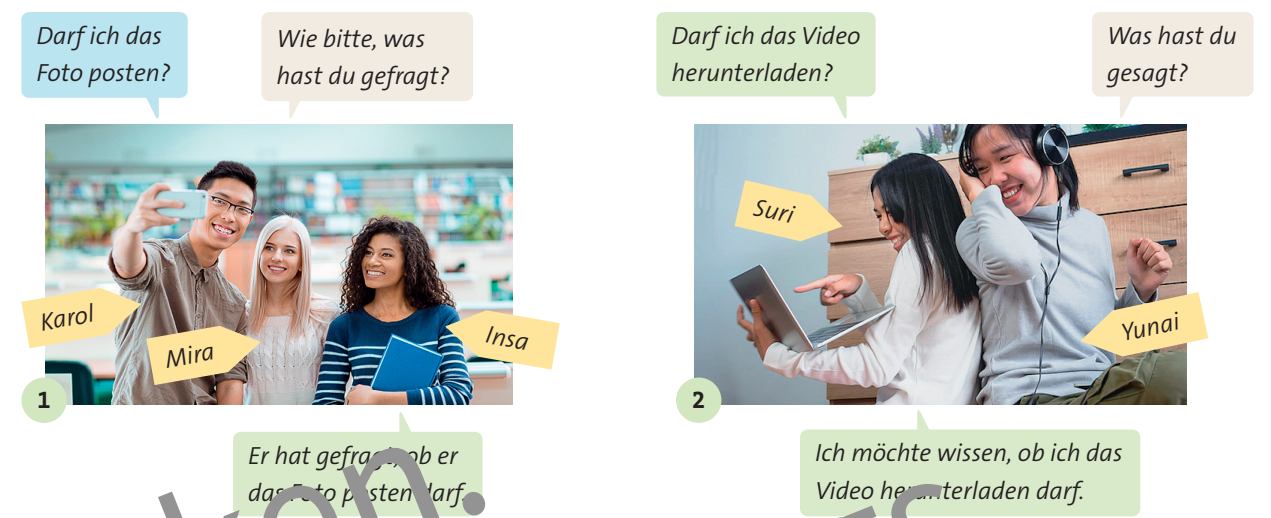 Darf ich das
Foto posten?
Wie bitte, was
hast du gefragt?
Karol
Mira
Insa
1
Er hat gefragt, ob er
das Foto posten darf.
Darf ich das Video
herunterladen?
Was hast du
gesagt?
Suri
Yunai
2
Ich möchte wissen, ob ich das
Video herunterladen darf.